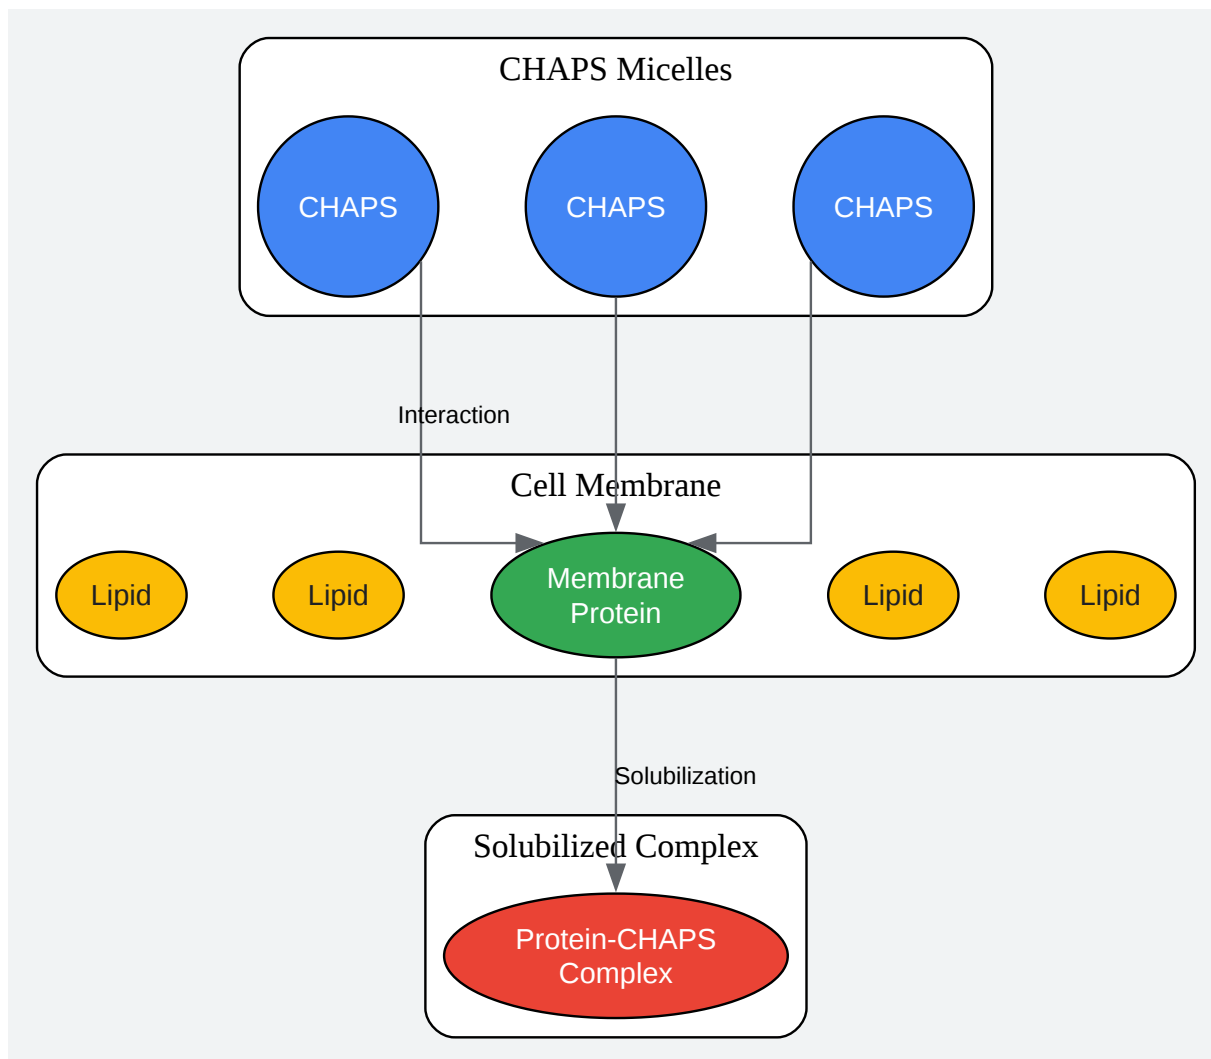 CHAPS Micelles
CHAPS
CHAPS
CHAPS
Interaction
Cell Membrane
Lipid
Lipid
Membrane
Protein
Lipid
Lipid
Solubilization
Solubilized Complex
Protein-CHAPS
Complex